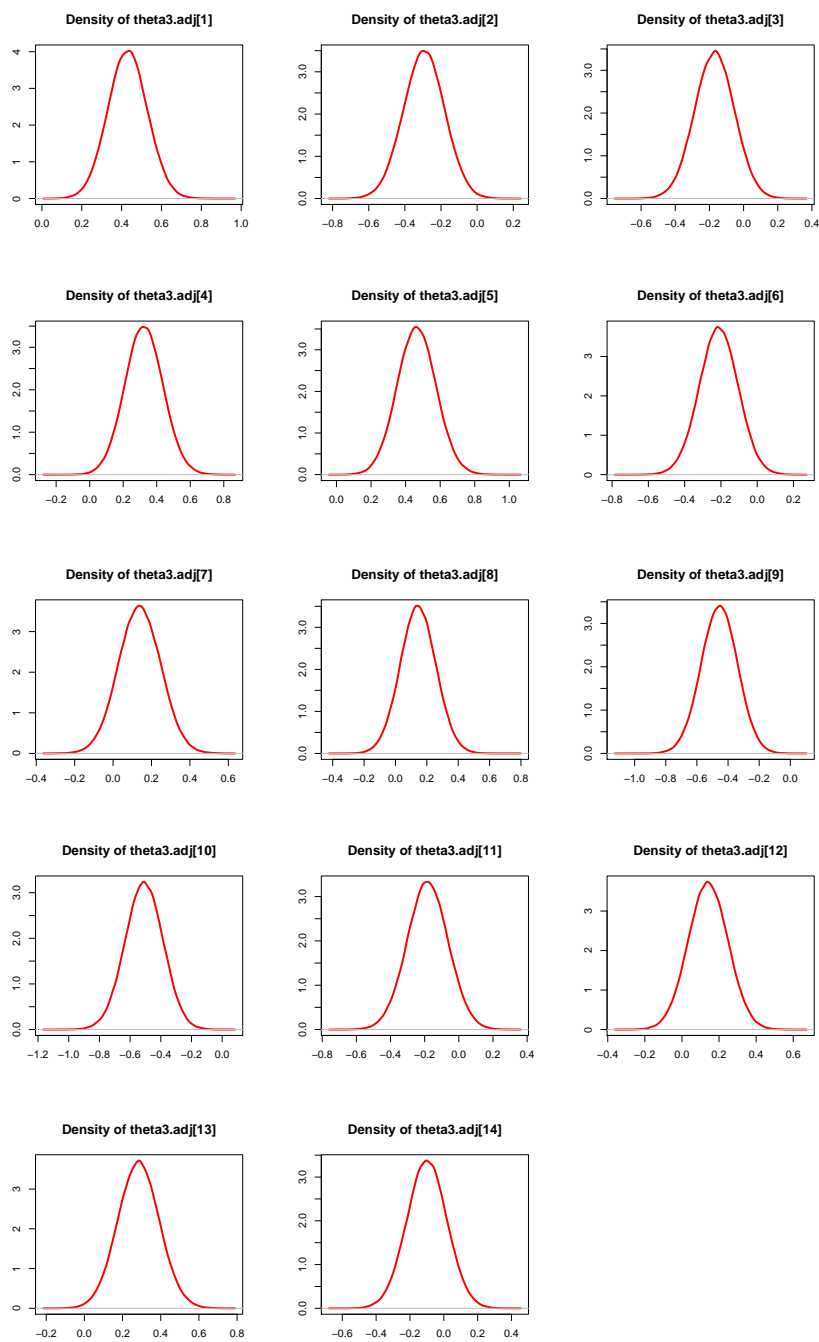 Density of theta3.adj[1]
Density of theta3.adj[2]
Density of theta3.adj[3]
4
3
2
1
0
0.0 0.2 0.4 0.6 0.8 1.0
3.0
2.0
1.0
0.0
−0.8 −0.6 −0.4 −0.2 0.0 0.2
3.0
2.0
1.0
0.0
−0.6 −0.4 −0.2 0.0 0.2 0.4
Density of theta3.adj[4]
Density of theta3.adj[5]
Density of theta3.adj[6]
3.0
2.0
1.0
0.0
−0.2 0.0 0.2 0.4 0.6 0.8
3.0
2.0
1.0
0.0
0.0 0.2 0.4 0.6 0.8 1.0
3
2
1
0
−0.8 −0.6 −0.4 −0.2 0.0 0.2
Density of theta3.adj[7]
Density of theta3.adj[8]
Density of theta3.adj[9]
3
2
1
0
−0.4 −0.2 0.0 0.2 0.4 0.6
3.0
2.0
1.0
0.0
−0.4 −0.2 0.0 0.2 0.4 0.6 0.8
3.0
2.0
1.0
0.0
−1.0 −0.8 −0.6 −0.4 −0.2 0.0
Density of theta3.adj[10]
Density of theta3.adj[11]
Density of theta3.adj[12]
3.0
2.0
1.0
0.0
−1.2 −1.0 −0.8 −0.6 −0.4 −0.2 0.0
3.0
2.0
1.0
0.0
−0.8 −0.6 −0.4 −0.2 0.0 0.2 0.4
3
2
1
0
−0.4 −0.2 0.0 0.2 0.4 0.6
Density of theta3.adj[13]
Density of theta3.adj[14]
3
2
1
0
−0.2 0.0 0.2 0.4 0.6 0.8
3.0
2.0
1.0
0.0
−0.6 −0.4 −0.2 0.0 0.2 0.4